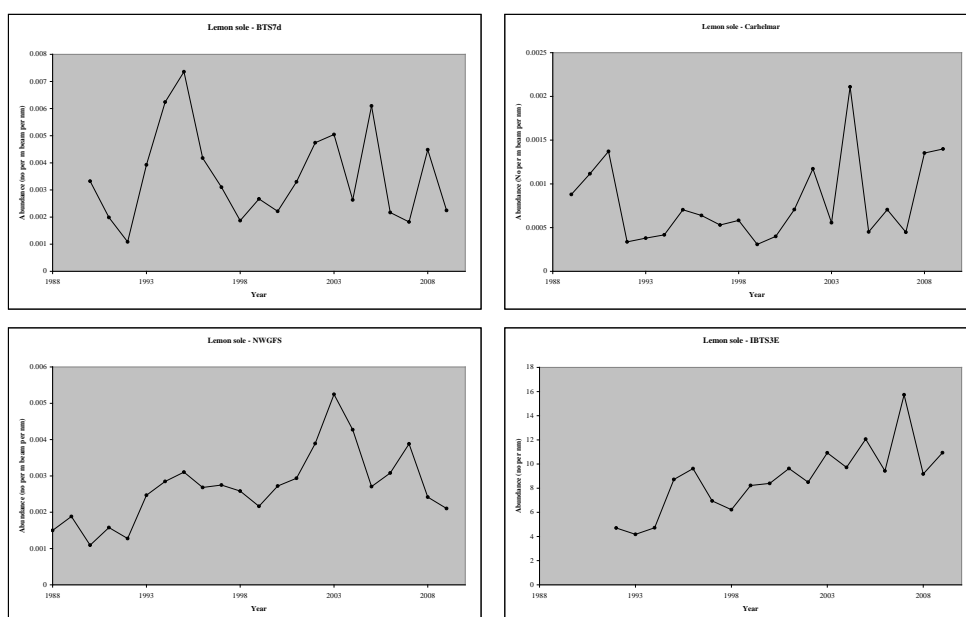 Lemon sole - BTS7d
0.008
0.007
0.006
0.005
0.004
0.003
0.002
0.001
0
Abundance (no per m beam per nm)
1988 1993 1998 2003 2008
Year
Lemon sole - Carhelmar
0.0025
0.002
0.0015
0.001
0.0005
0
Abundance (No per m beam per nm)
1988 1993 1998 2003 2008
Year
Lemon sole - NWGFS
0.006
0.005
0.004
0.003
0.002
0.001
0
Abundance (no per m beam per nm)
1988 1993 1998 2003 2008
Year
Lemon sole - IBTS3E
18
16
14
12
10
8
6
4
2
0
Abundance (no per nm)
1988 1993 1998 2003 2008
Year